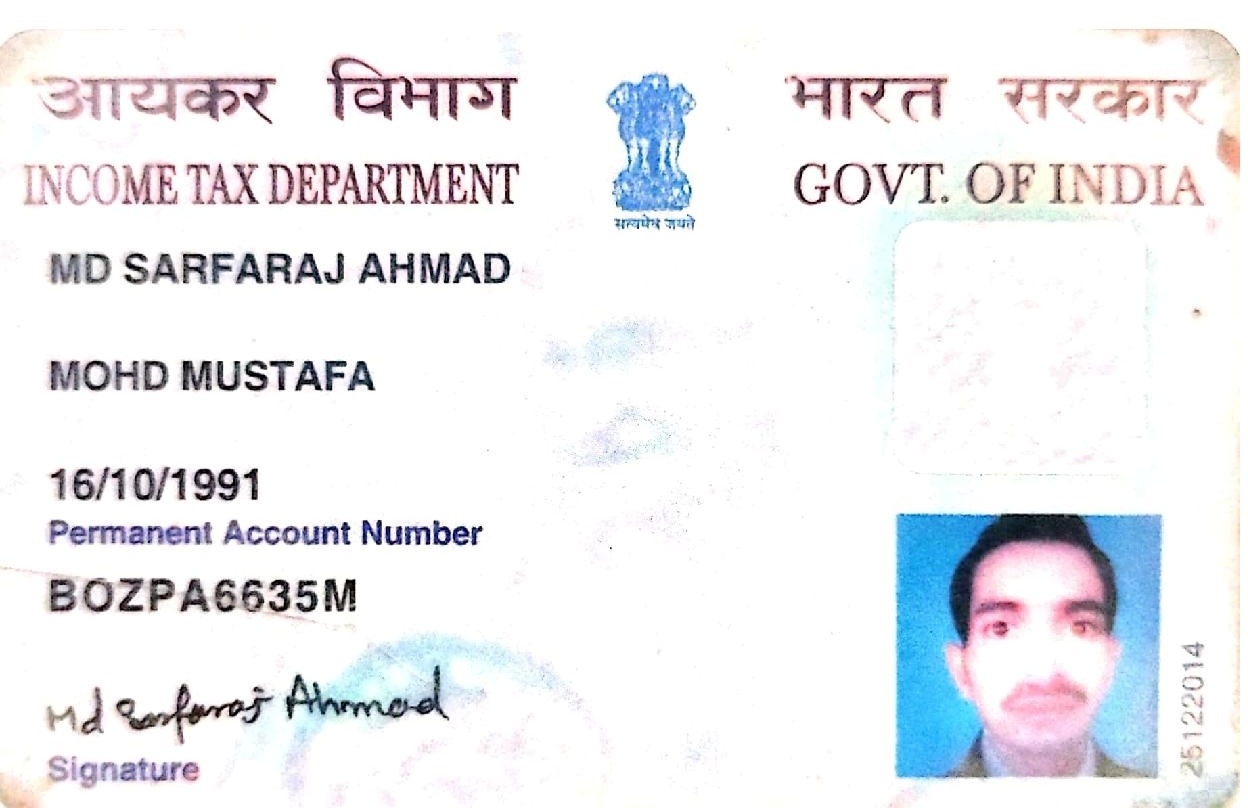 आयकर विभाग
INCOME TAX DEPARTMENT
भारत सरकार
GOVT. OF INDIA
सत्यमेव जयते
MD SARFARAJ AHMAD
MOHD MUSTAFA
16/10/1991
Permanent Account Number
BOZPA6635M
Md Sarfaraj Ahmad
Signature
25122014